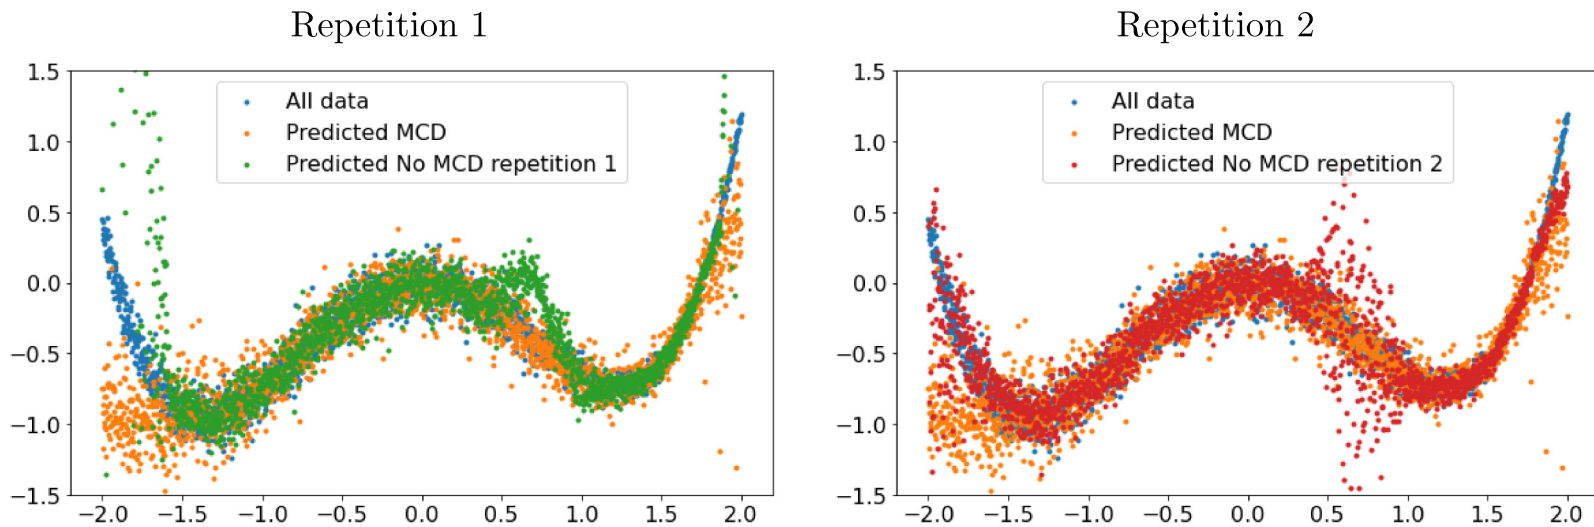 Repetition 1
Repetition 2
1.5
1.0
0.5
0.0
−0.5
−1.0
−1.5
−2.0 −1.5 −1.0 −0.5 0.0 0.5 1.0 1.5 2.0
All data
Predicted MCD
Predicted No MCD repetition 1
1.5
1.0
0.5
0.0
−0.5
−1.0
−1.5
−2.0 −1.5 −1.0 −0.5 0.0 0.5 1.0 1.5 2.0
All data
Predicted MCD
Predicted No MCD repetition 2